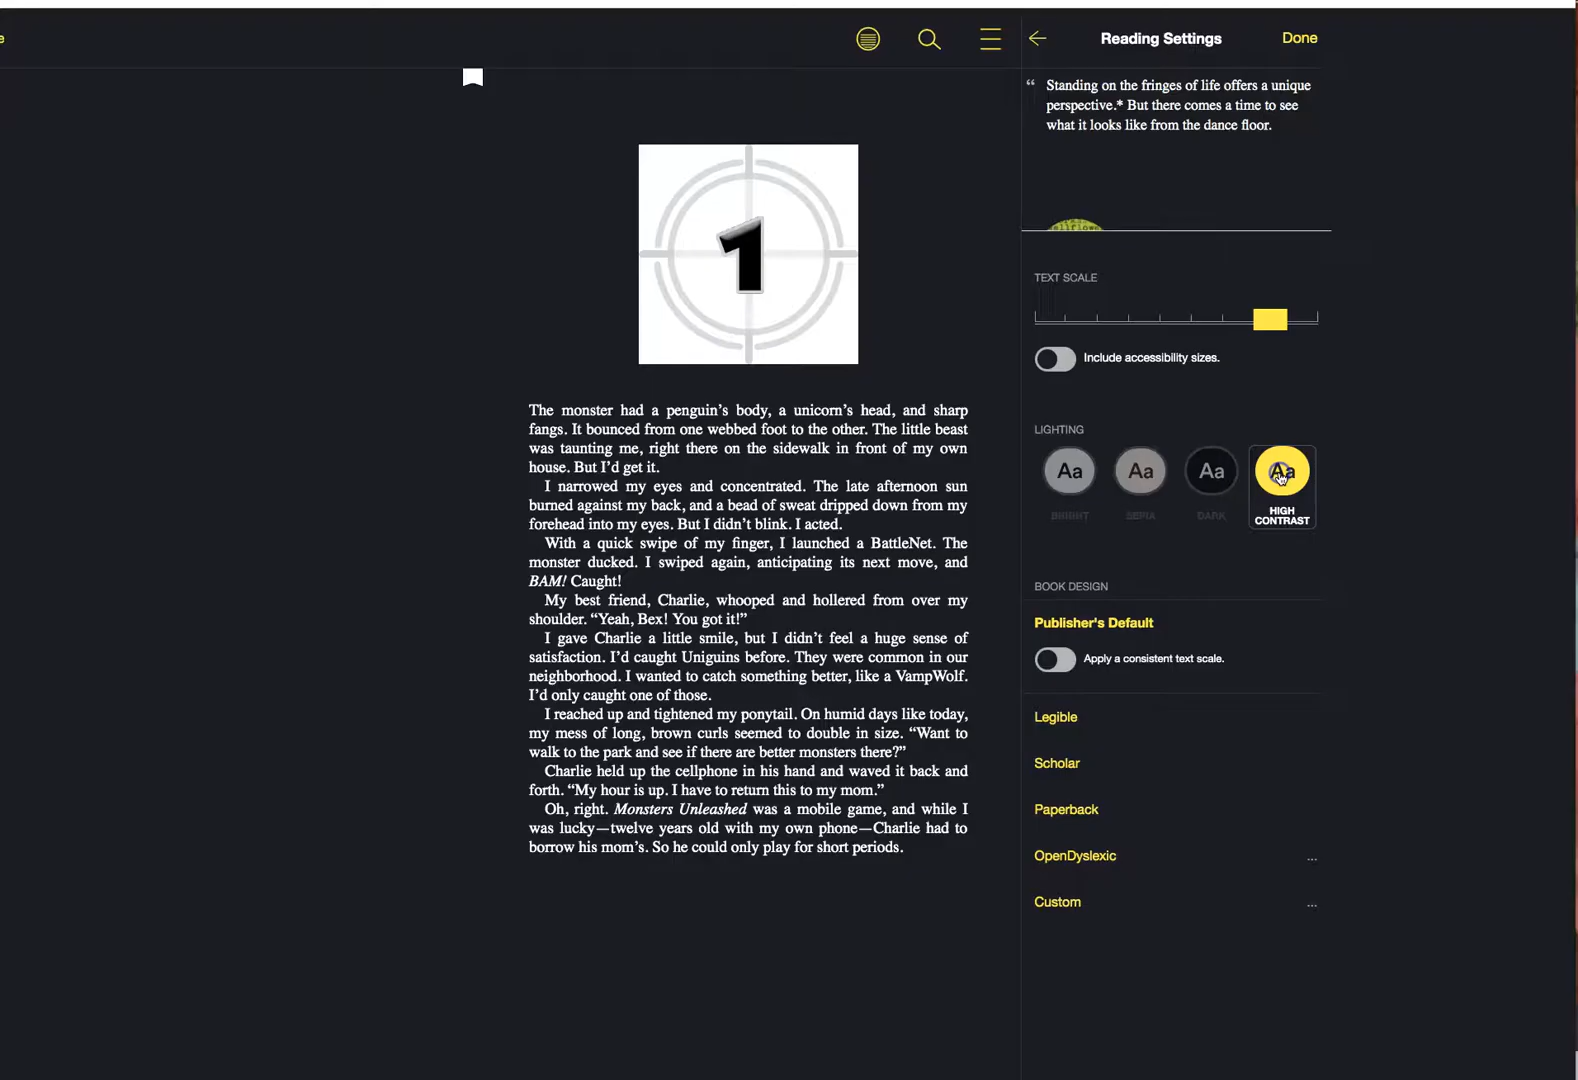 e
Reading Settings
Done
“ Standing on the fringes of life offers a unique
perspective.* But there comes a time to see
what it looks like from the dance floor.
ellflowe
1
TEXT SCALE
Include accessibility sizes.
LIGHTING
Aa
Aa
Aa
Aa
BRIGHT
SEPIA
DARK
HIGH
CONTRAST
BOOK DESIGN
Publisher's Default
Apply a consistent text scale.
Legible
Scholar
Paperback
OpenDyslexic
...
Custom
...
The monster had a penguin’s body, a unicorn’s head, and sharp
fangs. It bounced from one webbed foot to the other. The little beast
was taunting me, right there on the sidewalk in front of my own
house. But I’d get it.
I narrowed my eyes and concentrated. The late afternoon sun
burned against my back, and a bead of sweat dripped down from my
forehead into my eyes. But I didn’t blink. I acted.
With a quick swipe of my finger, I launched a BattleNet. The
monster ducked. I swiped again, anticipating its next move, and
BAM! Caught!
My best friend, Charlie, whooped and hollered from over my
shoulder. “Yeah, Bex! You got it!”
I gave Charlie a little smile, but I didn’t feel a huge sense of
satisfaction. I’d caught Uniguins before. They were common in our
neighborhood. I wanted to catch something better, like a VampWolf.
I’d only caught one of those.
I reached up and tightened my ponytail. On humid days like today,
my mess of long, brown curls seemed to double in size. “Want to
walk to the park and see if there are better monsters there?”
Charlie held up the cellphone in his hand and waved it back and
forth. “My hour is up. I have to return this to my mom.”
Oh, right. Monsters Unleashed was a mobile game, and while I
was lucky—twelve years old with my own phone—Charlie had to
borrow his mom’s. So he could only play for short periods.